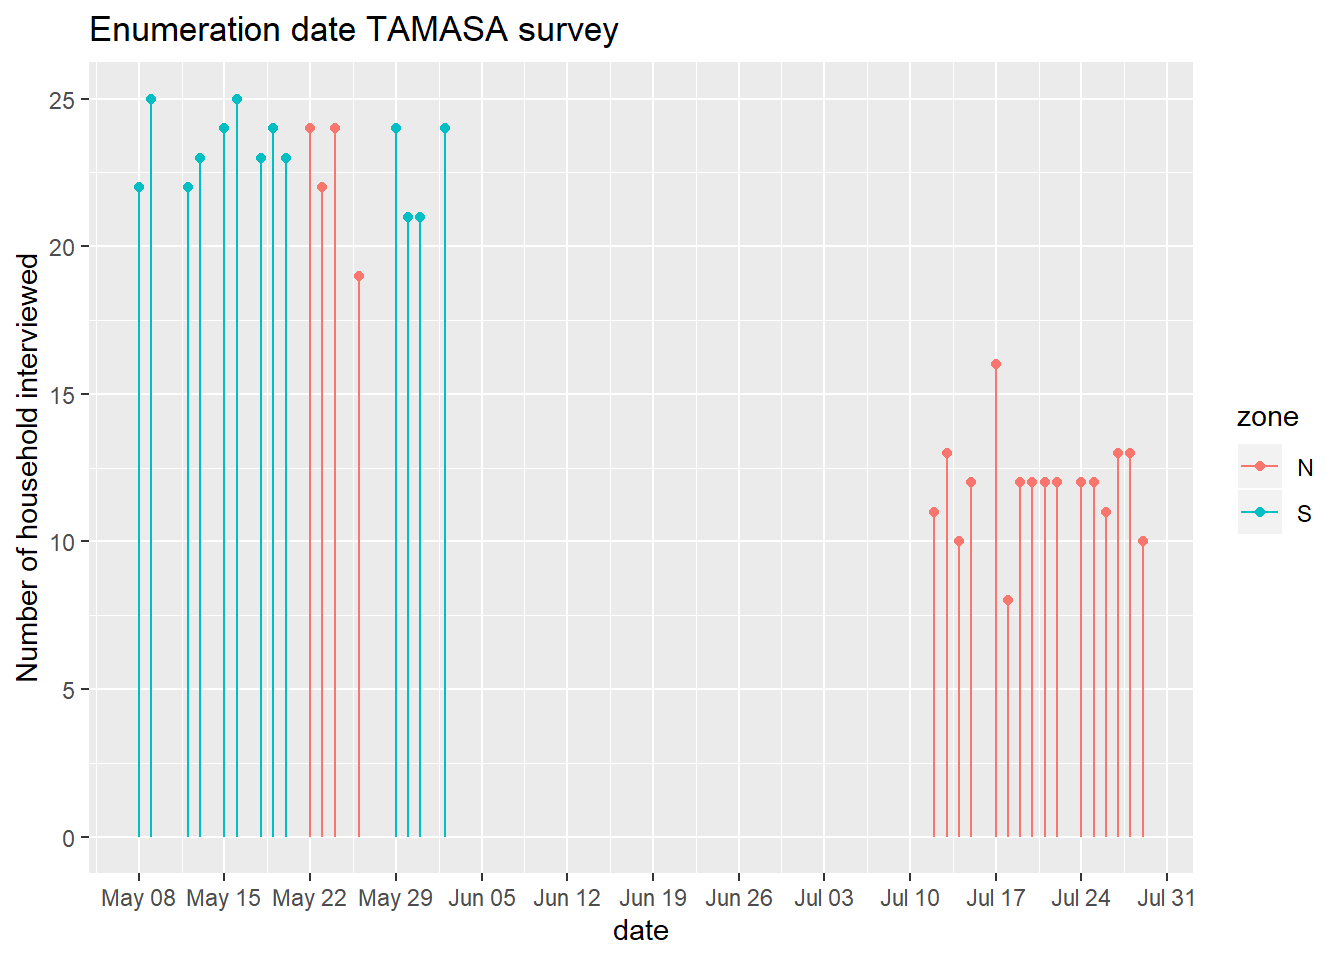 Enumeration date TAMASA survey
Number of household interviewed
25
20
15
10
5
0
May 08 May 15 May 22 May 29 Jun 05 Jun 12 Jun 19 Jun 26 Jul 03 Jul 10 Jul 17 Jul 24 Jul 31
date
zone
N
S